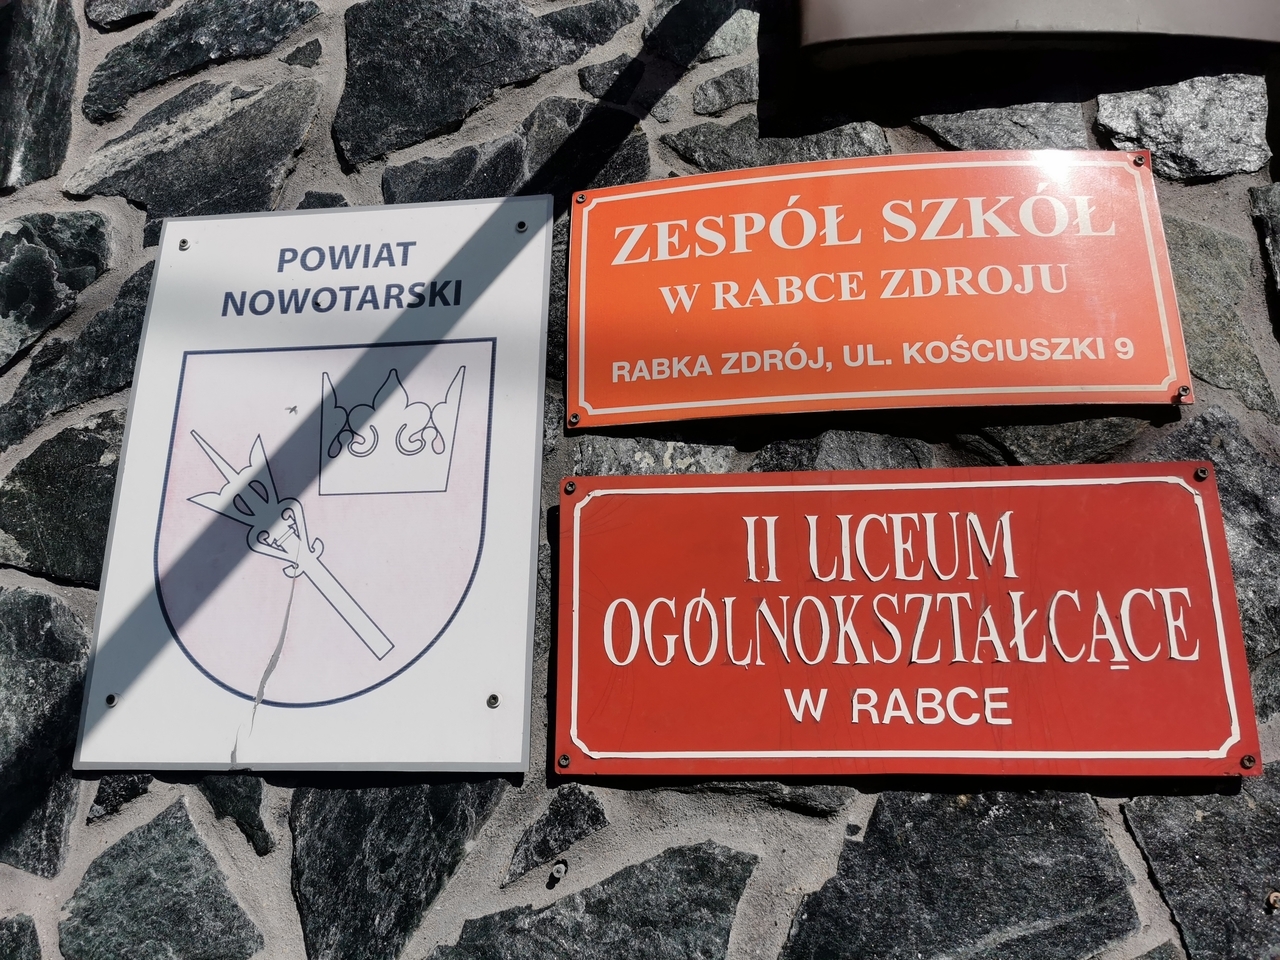 POWIAT
NOWOTARSKI
ZESPÓŁ SZKÓŁ
W RABCE ZDROJU
RABKA ZDRÓJ, UL. KOŚCIUSZKI 9
II LICEUM
OGÓLNOKSZTAŁCĄCE
W RABCE